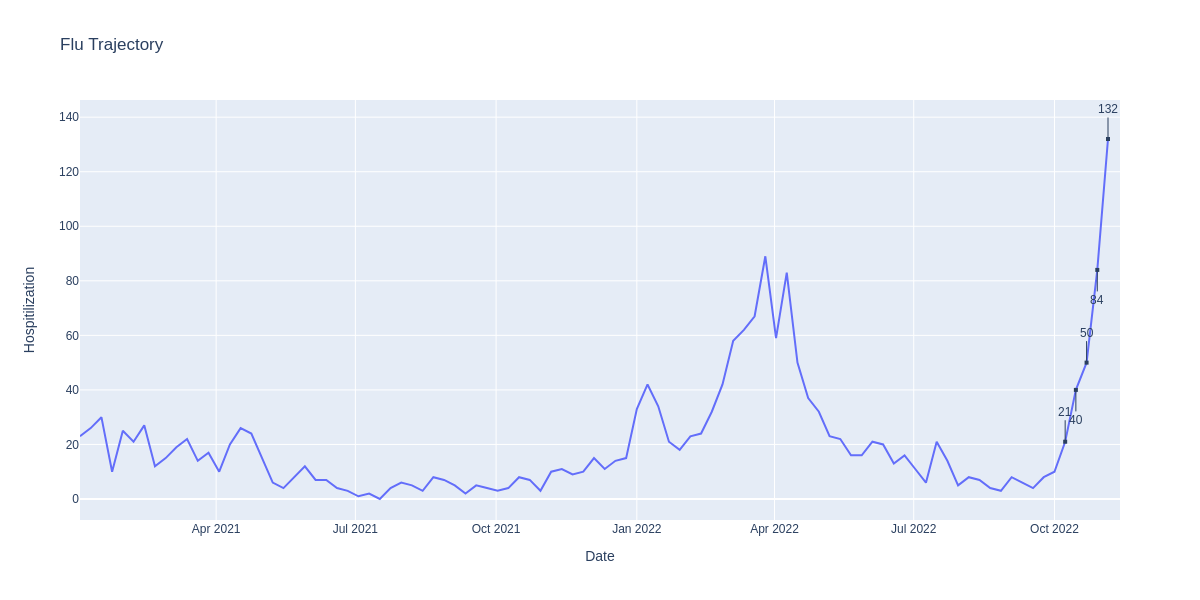 Flu Trajectory
140
120
100
80
60
40
20
0
Hospitilization
132
84
50
21
40
Apr 2021
Jul 2021
Oct 2021
Jan 2022
Apr 2022
Jul 2022
Oct 2022
Date